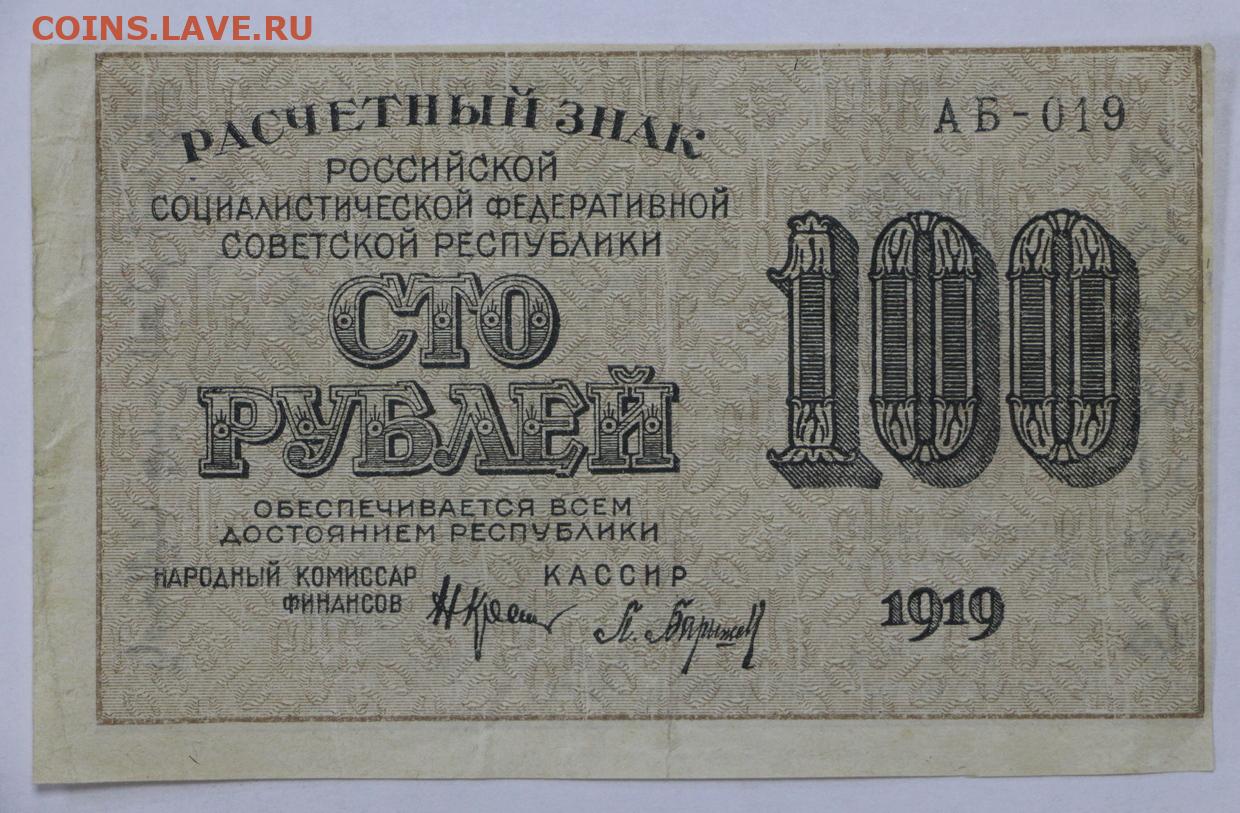 COINS.LAVE.RU
РАСЧЕТНЫЙ ЗНАК
АБ-019
РОССИЙСКОЙ
СОЦИАЛИСТИЧЕСКОЙ ФЕДЕРАТИВНОЙ
СОВЕТСКОЙ РЕСПУБЛИКИ
100
СТО
РУБЛЕЙ
ОБЕСПЕЧИВАЕТСЯ ВСЕМ
ДОСТОЯНИЕМ РЕСПУБЛИКИ
НАРОДНЫЙ КОМИССАР
ФИНАНСОВ
КАССИР
1919